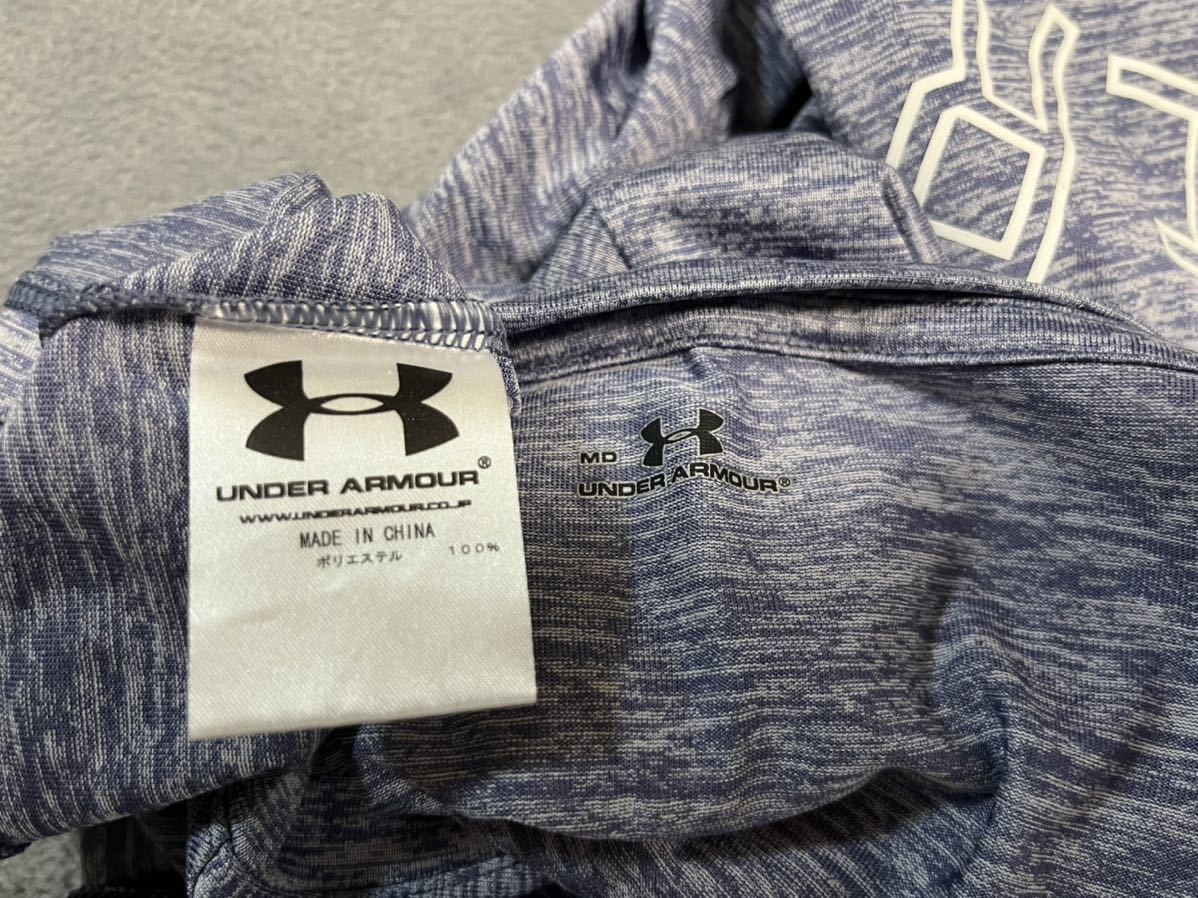 UNDER ARMOUR®
WWW.UNDERARMOUR.CO.JP
MADE IN CHINA
ポリエステル 100%
MD
UNDER ARMOUR®